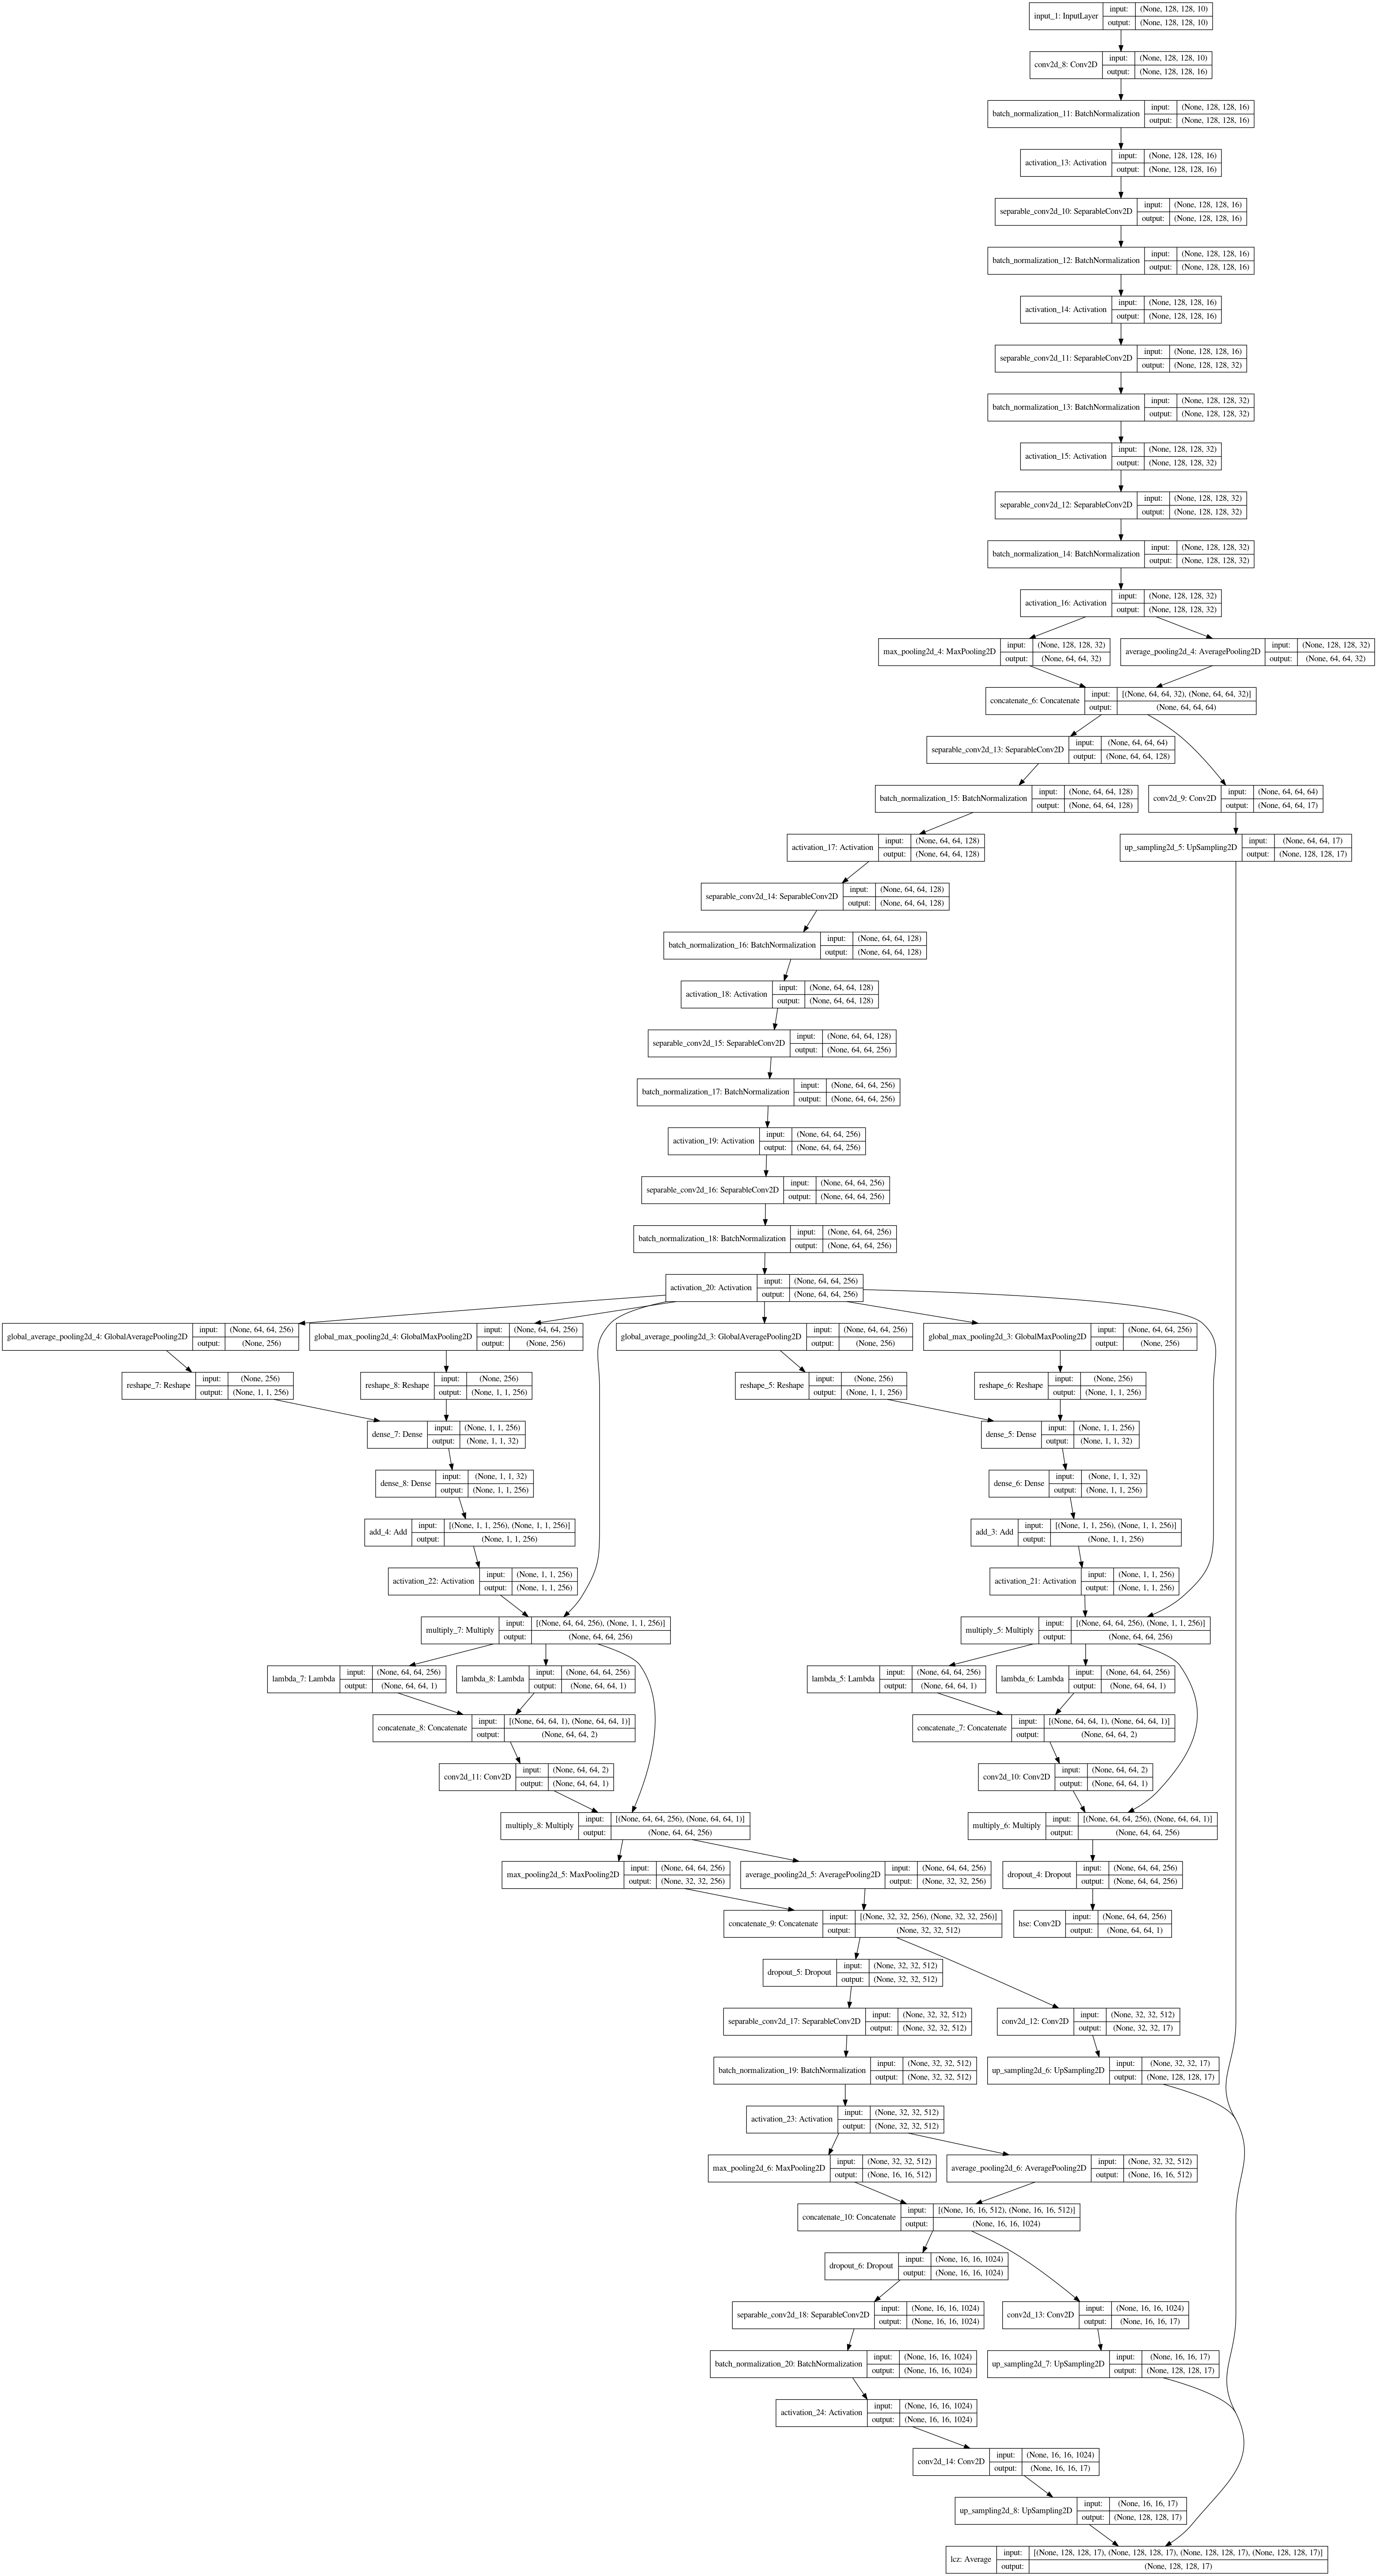 input_1: InputLayer input: (None, 128, 128, 10)
output: (None, 128, 128, 10)
conv2d_8: Conv2D input: (None, 128, 128, 10)
output: (None, 128, 128, 16)
batch_normalization_11: BatchNormalization input: (None, 128, 128, 16)
output: (None, 128, 128, 16)
activation_13: Activation input: (None, 128, 128, 16)
output: (None, 128, 128, 16)
separable_conv2d_10: SeparableConv2D input: (None, 128, 128, 16)
output: (None, 128, 128, 16)
batch_normalization_12: BatchNormalization input: (None, 128, 128, 16)
output: (None, 128, 128, 16)
activation_14: Activation input: (None, 128, 128, 16)
output: (None, 128, 128, 16)
separable_conv2d_11: SeparableConv2D input: (None, 128, 128, 16)
output: (None, 128, 128, 32)
batch_normalization_13: BatchNormalization input: (None, 128, 128, 32)
output: (None, 128, 128, 32)
activation_15: Activation input: (None, 128, 128, 32)
output: (None, 128, 128, 32)
separable_conv2d_12: SeparableConv2D input: (None, 128, 128, 32)
output: (None, 128, 128, 32)
batch_normalization_14: BatchNormalization input: (None, 128, 128, 32)
output: (None, 128, 128, 32)
activation_16: Activation input: (None, 128, 128, 32)
output: (None, 128, 128, 32)
max_pooling2d_4: MaxPooling2D input: (None, 128, 128, 32)
output: (None, 64, 64, 32)
average_pooling2d_4: AveragePooling2D input: (None, 128, 128, 32)
output: (None, 64, 64, 32)
concatenate_6: Concatenate input: [(None, 64, 64, 32), (None, 64, 64, 32)]
output: (None, 64, 64, 64)
separable_conv2d_13: SeparableConv2D input: (None, 64, 64, 64)
output: (None, 64, 64, 128)
batch_normalization_15: BatchNormalization input: (None, 64, 64, 128)
output: (None, 64, 64, 128)
conv2d_9: Conv2D input: (None, 64, 64, 64)
output: (None, 64, 64, 17)
activation_17: Activation input: (None, 64, 64, 128)
output: (None, 64, 64, 128)
up_sampling2d_5: UpSampling2D input: (None, 64, 64, 17)
output: (None, 128, 128, 17)
separable_conv2d_14: SeparableConv2D input: (None, 64, 64, 128)
output: (None, 64, 64, 128)
batch_normalization_16: BatchNormalization input: (None, 64, 64, 128)
output: (None, 64, 64, 128)
activation_18: Activation input: (None, 64, 64, 128)
output: (None, 64, 64, 128)
separable_conv2d_15: SeparableConv2D input: (None, 64, 64, 128)
output: (None, 64, 64, 256)
batch_normalization_17: BatchNormalization input: (None, 64, 64, 256)
output: (None, 64, 64, 256)
activation_19: Activation input: (None, 64, 64, 256)
output: (None, 64, 64, 256)
separable_conv2d_16: SeparableConv2D input: (None, 64, 64, 256)
output: (None, 64, 64, 256)
batch_normalization_18: BatchNormalization input: (None, 64, 64, 256)
output: (None, 64, 64, 256)
activation_20: Activation input: (None, 64, 64, 256)
output: (None, 64, 64, 256)
global_average_pooling2d_4: GlobalAveragePooling2D input: (None, 64, 64, 256)
output: (None, 256)
global_max_pooling2d_4: GlobalMaxPooling2D input: (None, 64, 64, 256)
output: (None, 256)
global_average_pooling2d_3: GlobalAveragePooling2D input: (None, 64, 64, 256)
output: (None, 256)
global_max_pooling2d_3: GlobalMaxPooling2D input: (None, 64, 64, 256)
output: (None, 256)
reshape_7: Reshape input: (None, 256)
output: (None, 1, 1, 256)
reshape_8: Reshape input: (None, 256)
output: (None, 1, 1, 256)
reshape_5: Reshape input: (None, 256)
output: (None, 1, 1, 256)
reshape_6: Reshape input: (None, 256)
output: (None, 1, 1, 256)
dense_7: Dense input: (None, 1, 1, 256)
output: (None, 1, 1, 32)
dense_5: Dense input: (None, 1, 1, 256)
output: (None, 1, 1, 32)
dense_8: Dense input: (None, 1, 1, 32)
output: (None, 1, 1, 256)
dense_6: Dense input: (None, 1, 1, 32)
output: (None, 1, 1, 256)
add_4: Add input: [(None, 1, 1, 256), (None, 1, 1, 256)]
output: (None, 1, 1, 256)
add_3: Add input: [(None, 1, 1, 256), (None, 1, 1, 256)]
output: (None, 1, 1, 256)
activation_22: Activation input: (None, 1, 1, 256)
output: (None, 1, 1, 256)
activation_21: Activation input: (None, 1, 1, 256)
output: (None, 1, 1, 256)
multiply_7: Multiply input: [(None, 64, 64, 256), (None, 1, 1, 256)]
output: (None, 64, 64, 256)
multiply_5: Multiply input: [(None, 64, 64, 256), (None, 1, 1, 256)]
output: (None, 64, 64, 256)
lambda_7: Lambda input: (None, 64, 64, 256)
output: (None, 64, 64, 1)
lambda_8: Lambda input: (None, 64, 64, 256)
output: (None, 64, 64, 1)
lambda_5: Lambda input: (None, 64, 64, 256)
output: (None, 64, 64, 1)
lambda_6: Lambda input: (None, 64, 64, 256)
output: (None, 64, 64, 1)
concatenate_8: Concatenate input: [(None, 64, 64, 1), (None, 64, 64, 1)]
output: (None, 64, 64, 2)
concatenate_7: Concatenate input: [(None, 64, 64, 1), (None, 64, 64, 1)]
output: (None, 64, 64, 2)
conv2d_11: Conv2D input: (None, 64, 64, 2)
output: (None, 64, 64, 1)
conv2d_10: Conv2D input: (None, 64, 64, 2)
output: (None, 64, 64, 1)
multiply_8: Multiply input: [(None, 64, 64, 256), (None, 64, 64, 1)]
output: (None, 64, 64, 256)
multiply_6: Multiply input: [(None, 64, 64, 256), (None, 64, 64, 1)]
output: (None, 64, 64, 256)
max_pooling2d_5: MaxPooling2D input: (None, 64, 64, 256)
output: (None, 32, 32, 256)
average_pooling2d_5: AveragePooling2D input: (None, 64, 64, 256)
output: (None, 32, 32, 256)
dropout_4: Dropout input: (None, 64, 64, 256)
output: (None, 64, 64, 256)
concatenate_9: Concatenate input: [(None, 32, 32, 256), (None, 32, 32, 256)]
output: (None, 32, 32, 512)
hse: Conv2D input: (None, 64, 64, 256)
output: (None, 64, 64, 1)
dropout_5: Dropout input: (None, 32, 32, 512)
output: (None, 32, 32, 512)
separable_conv2d_17: SeparableConv2D input: (None, 32, 32, 512)
output: (None, 32, 32, 512)
conv2d_12: Conv2D input: (None, 32, 32, 512)
output: (None, 32, 32, 17)
batch_normalization_19: BatchNormalization input: (None, 32, 32, 512)
output: (None, 32, 32, 512)
up_sampling2d_6: UpSampling2D input: (None, 32, 32, 17)
output: (None, 128, 128, 17)
activation_23: Activation input: (None, 32, 32, 512)
output: (None, 32, 32, 512)
max_pooling2d_6: MaxPooling2D input: (None, 32, 32, 512)
output: (None, 16, 16, 512)
average_pooling2d_6: AveragePooling2D input: (None, 32, 32, 512)
output: (None, 16, 16, 512)
concatenate_10: Concatenate input: [(None, 16, 16, 512), (None, 16, 16, 512)]
output: (None, 16, 16, 1024)
dropout_6: Dropout input: (None, 16, 16, 1024)
output: (None, 16, 16, 1024)
separable_conv2d_18: SeparableConv2D input: (None, 16, 16, 1024)
output: (None, 16, 16, 1024)
conv2d_13: Conv2D input: (None, 16, 16, 1024)
output: (None, 16, 16, 17)
batch_normalization_20: BatchNormalization input: (None, 16, 16, 1024)
output: (None, 16, 16, 1024)
up_sampling2d_7: UpSampling2D input: (None, 16, 16, 17)
output: (None, 128, 128, 17)
activation_24: Activation input: (None, 16, 16, 1024)
output: (None, 16, 16, 1024)
conv2d_14: Conv2D input: (None, 16, 16, 1024)
output: (None, 16, 16, 17)
up_sampling2d_8: UpSampling2D input: (None, 16, 16, 17)
output: (None, 128, 128, 17)
lcz: Average input: [(None, 128, 128, 17), (None, 128, 128, 17), (None, 128, 128, 17), (None, 128, 128, 17)]
output: (None, 128, 128, 17)